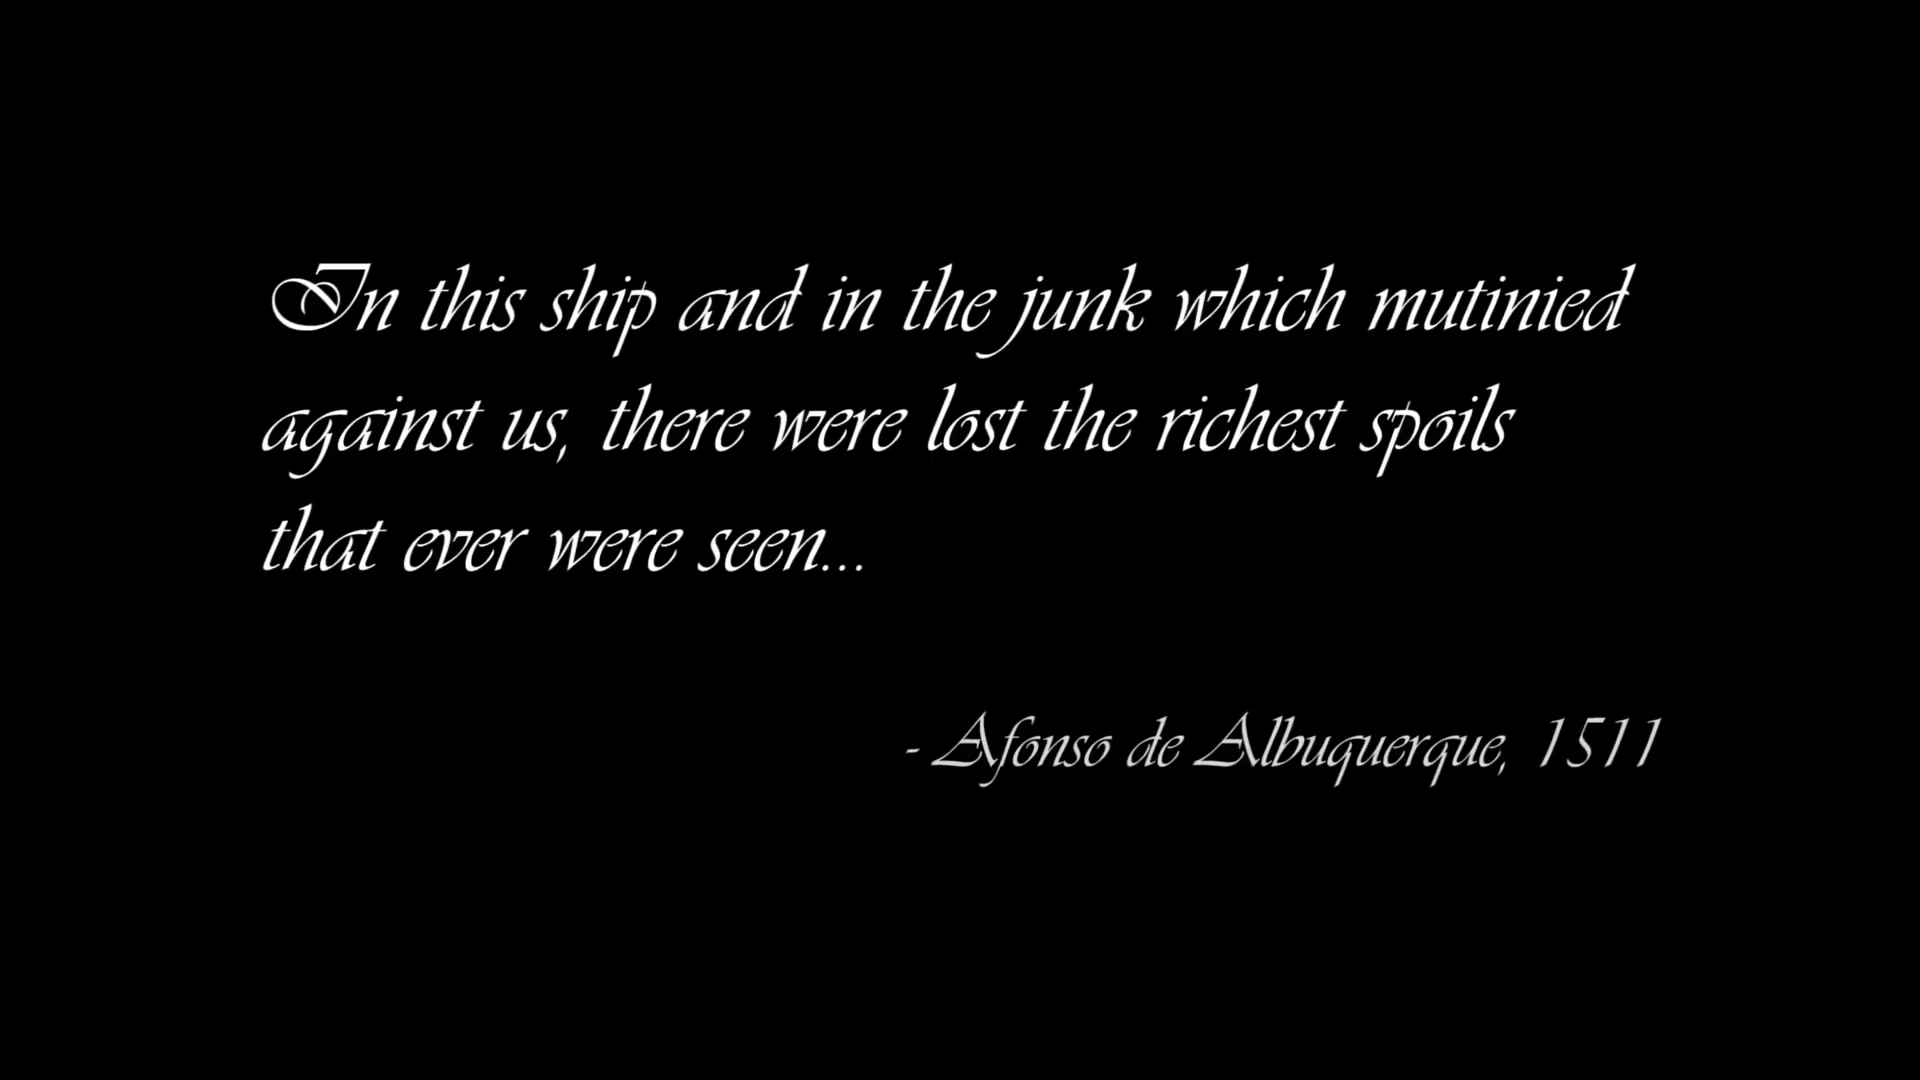 In this ship and in the junk which mutinied
against us, there were lost the richest spoils
that ever were seen...
- Afonso de Albuquerque, 1511